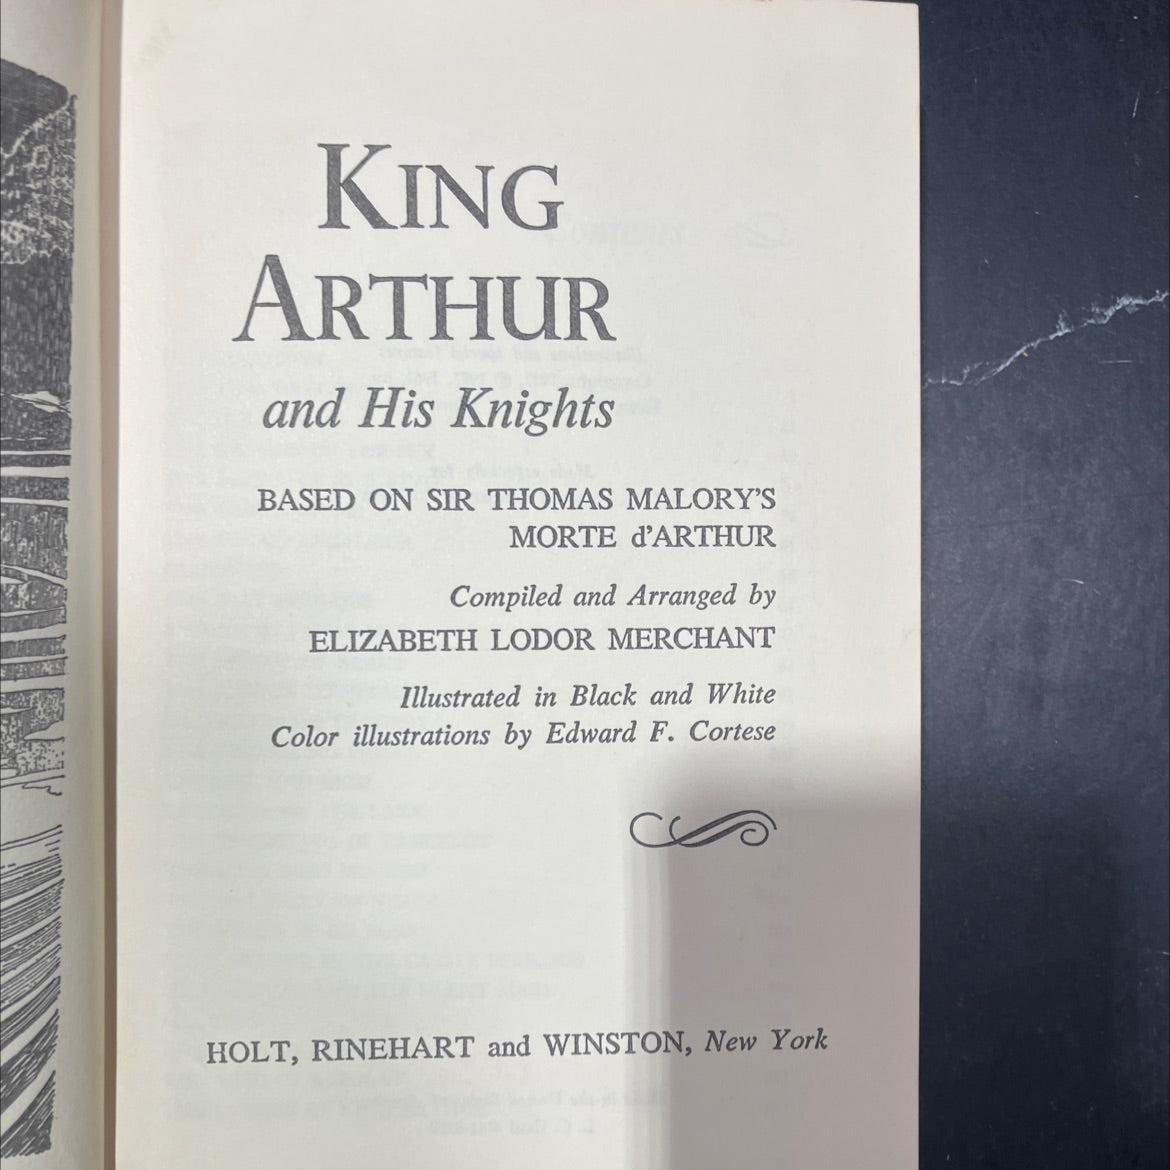 KING
ARTHUR
and His Knights
BASED ON SIR THOMAS MALORY'S
MORTE d'ARTHUR
Compiled and Arranged by
ELIZABETH LODOR MERCHANT
Illustrated in Black and White
Color illustrations by Edward F. Cortese
HOLT, RINEHART and WINSTON, New York